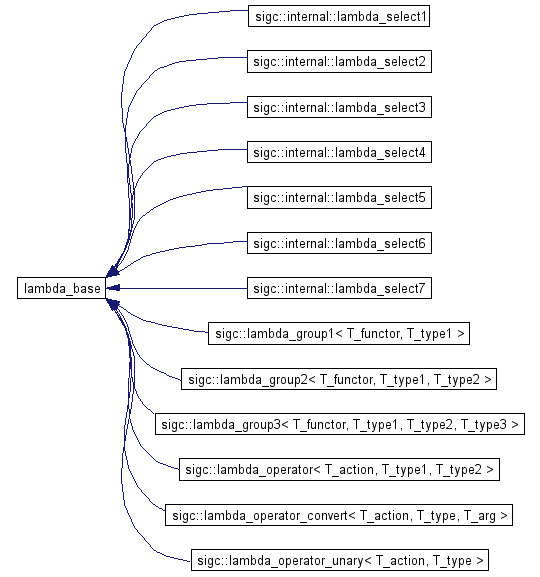 sigc::internal::lambda_select1
sigc::internal::lambda_select2
sigc::internal::lambda_select3
sigc::internal::lambda_select4
sigc::internal::lambda_select5
sigc::internal::lambda_select6
lambda_base
sigc::internal::lambda_select7
sigc::lambda_group1< T_functor, T_type1 >
sigc::lambda_group2< T_functor, T_type1, T_type2 >
sigc::lambda_group3< T_functor, T_type1, T_type2, T_type3 >
sigc::lambda_operator< T_action, T_type1, T_type2 >
sigc::lambda_operator_convert< T_action, T_type, T_arg >
sigc::lambda_operator_unary< T_action, T_type >